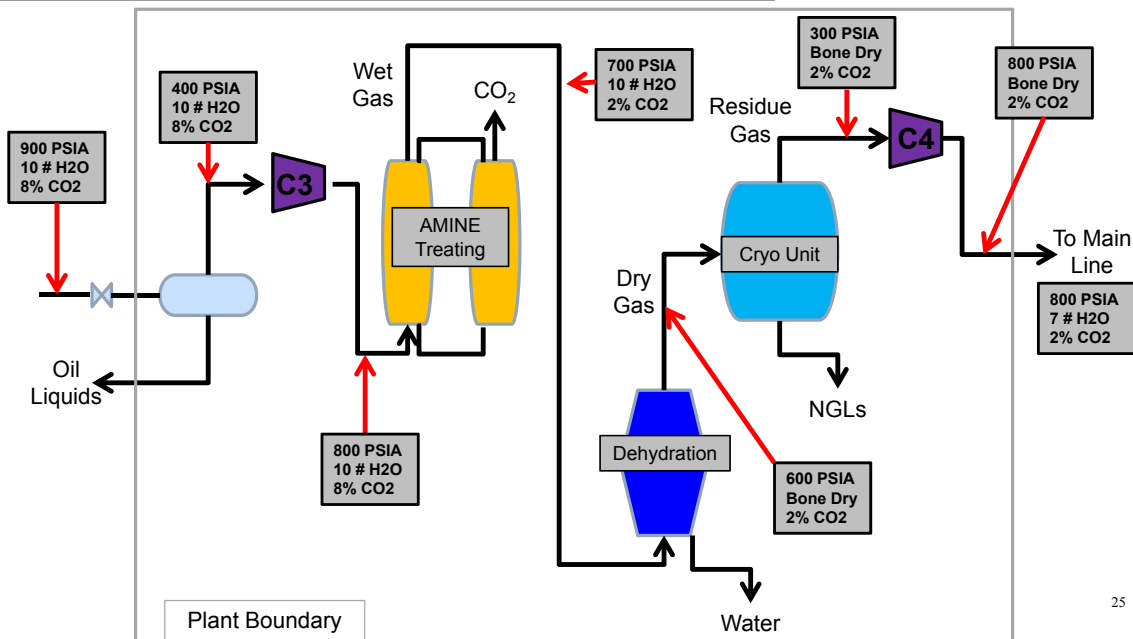 900 PSIA
10 # H2O
8% CO2
400 PSIA
10 # H2O
8% CO2
C3
Oil
Liquids
800 PSIA
10 # H2O
8% CO2
Wet
Gas
CO2
AMINE
Treating
700 PSIA
10 # H2O
2% CO2
Dehydration
Water
Dry
Gas
600 PSIA
Bone Dry
2% CO2
Cryo Unit
NGLs
Residue
Gas
300 PSIA
Bone Dry
2% CO2
C4
800 PSIA
Bone Dry
2% CO2
To Main
Line
800 PSIA
7 # H2O
2% CO2
Plant Boundary
25